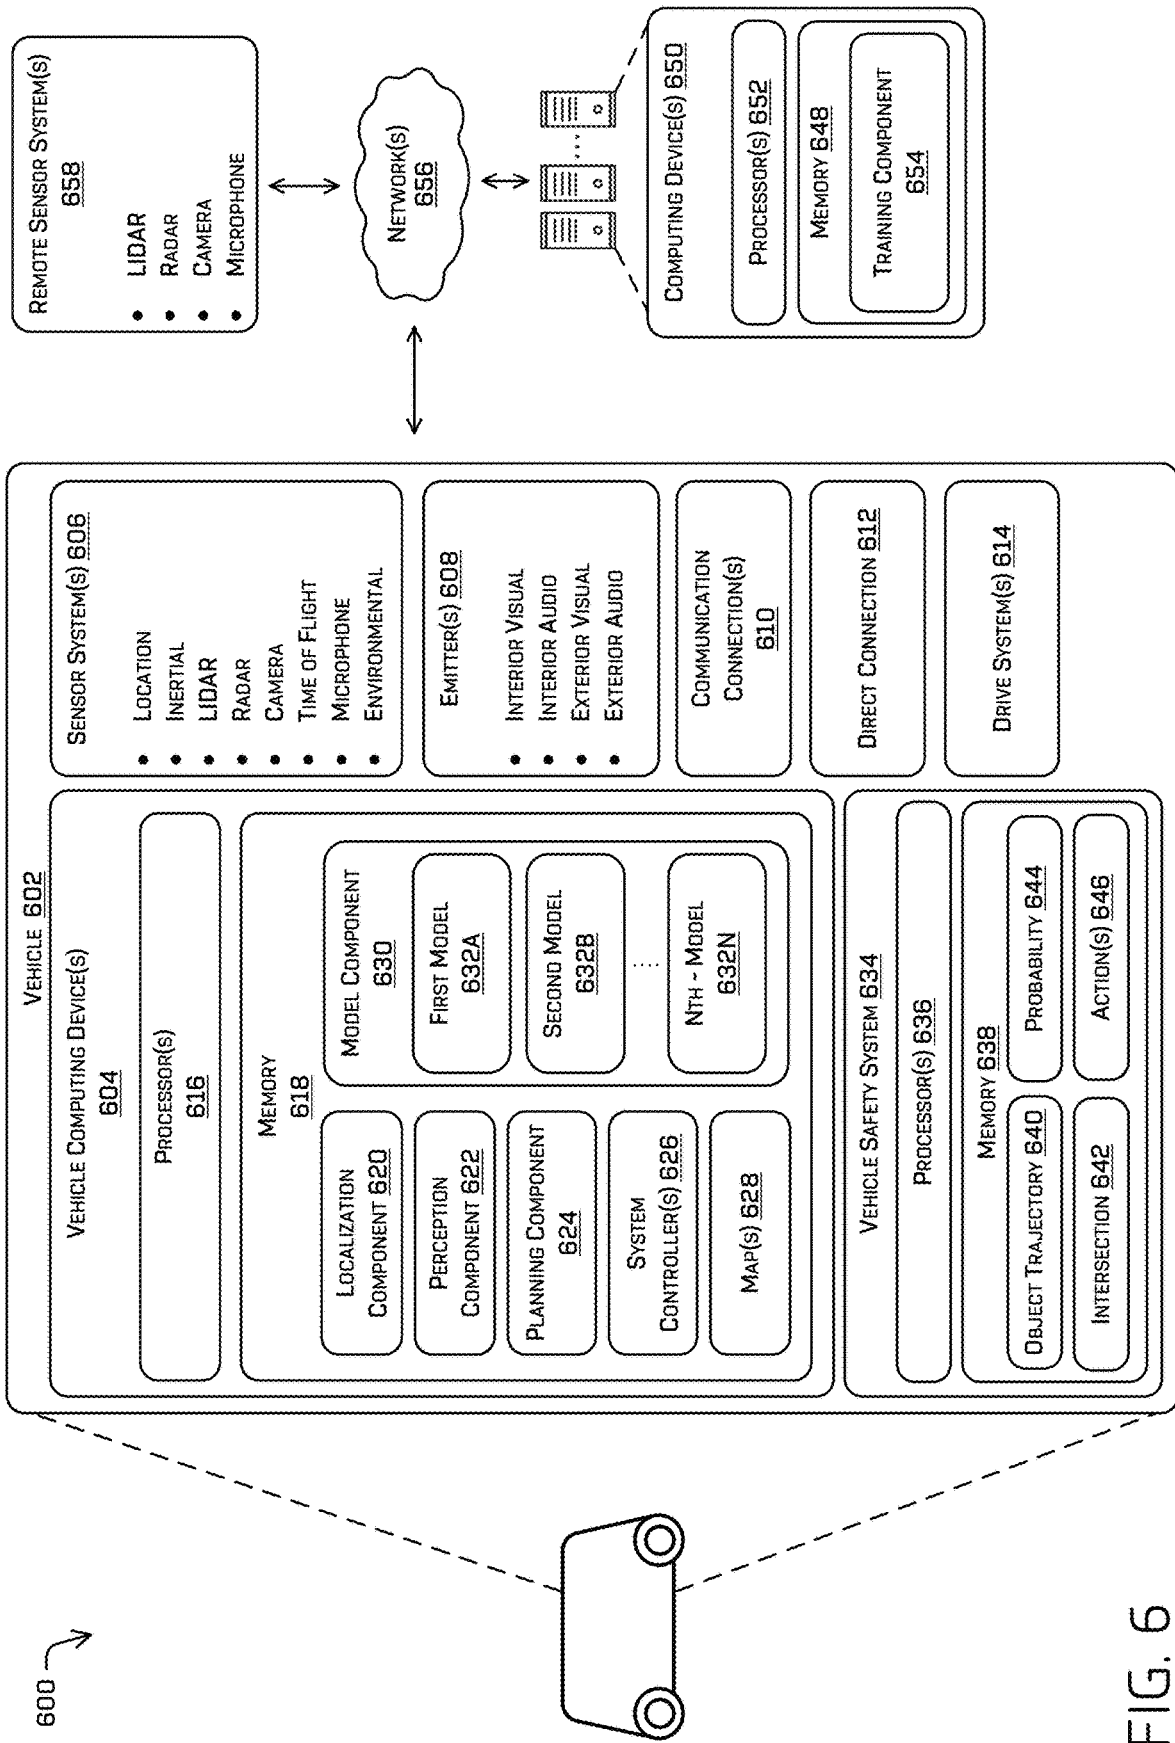 600
VEHICLE 602
VEHICLE COMPUTING DEVICE(S)
604
PROCESSOR(S)
616
MEMORY
618
LOCALIZATION
COMPONENT 620
PERCEPTION
COMPONENT 622
PLANNING COMPONENT
624
SYSTEM
CONTROLLER(S) 626
MAP(S) 628
MODEL COMPONENT
630
FIRST MODEL
632A
SECOND MODEL
632B
....
NTH - MODEL
632N
VEHICLE SAFETY SYSTEM 634
PROCESSOR(S) 636
MEMORY 638
OBJECT TRAJECTORY 640
PROBABILITY 644
INTERSECTION 642
ACTION(S) 646
SENSOR SYSTEM(S) 606
• LOCATION
• INERTIAL
• LIDAR
• RADAR
• CAMERA
• TIME OF FLIGHT
• MICROPHONE
• ENVIRONMENTAL
EMITTER(S) 608
• INTERIOR VISUAL
• INTERIOR AUDIO
• EXTERIOR VISUAL
• EXTERIOR AUDIO
COMMUNICATION
CONNECTION(S)
610
DIRECT CONNECTION 612
DRIVE SYSTEM(S) 614
REMOTE SENSOR SYSTEM(S)
658
• LIDAR
• RADAR
• CAMERA
• MICROPHONE
NETWORK(S)
656
...
COMPUTING DEVICE(S) 650
PROCESSOR(S) 652
MEMORY 648
TRAINING COMPONENT
654
FIG. 6